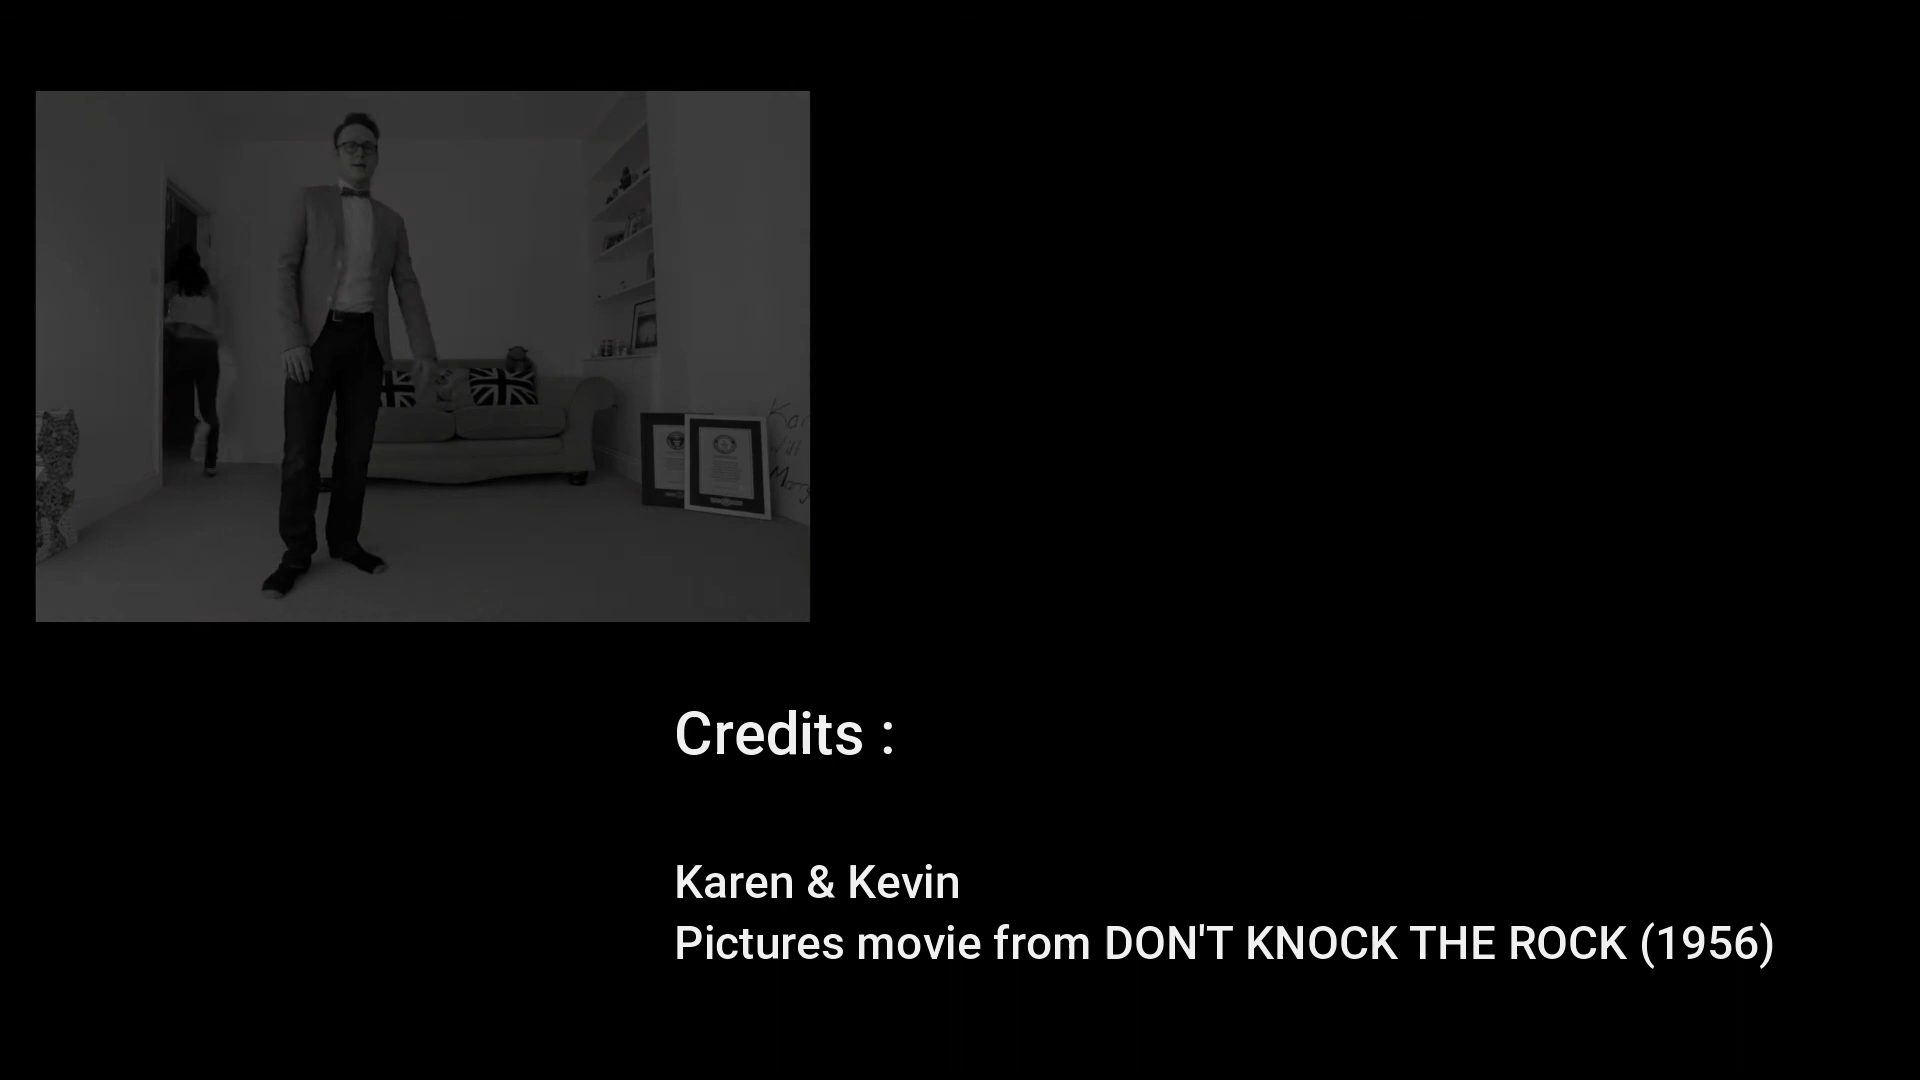 Credits :
Karen & Kevin
Pictures movie from DON'T KNOCK THE ROCK (1956)